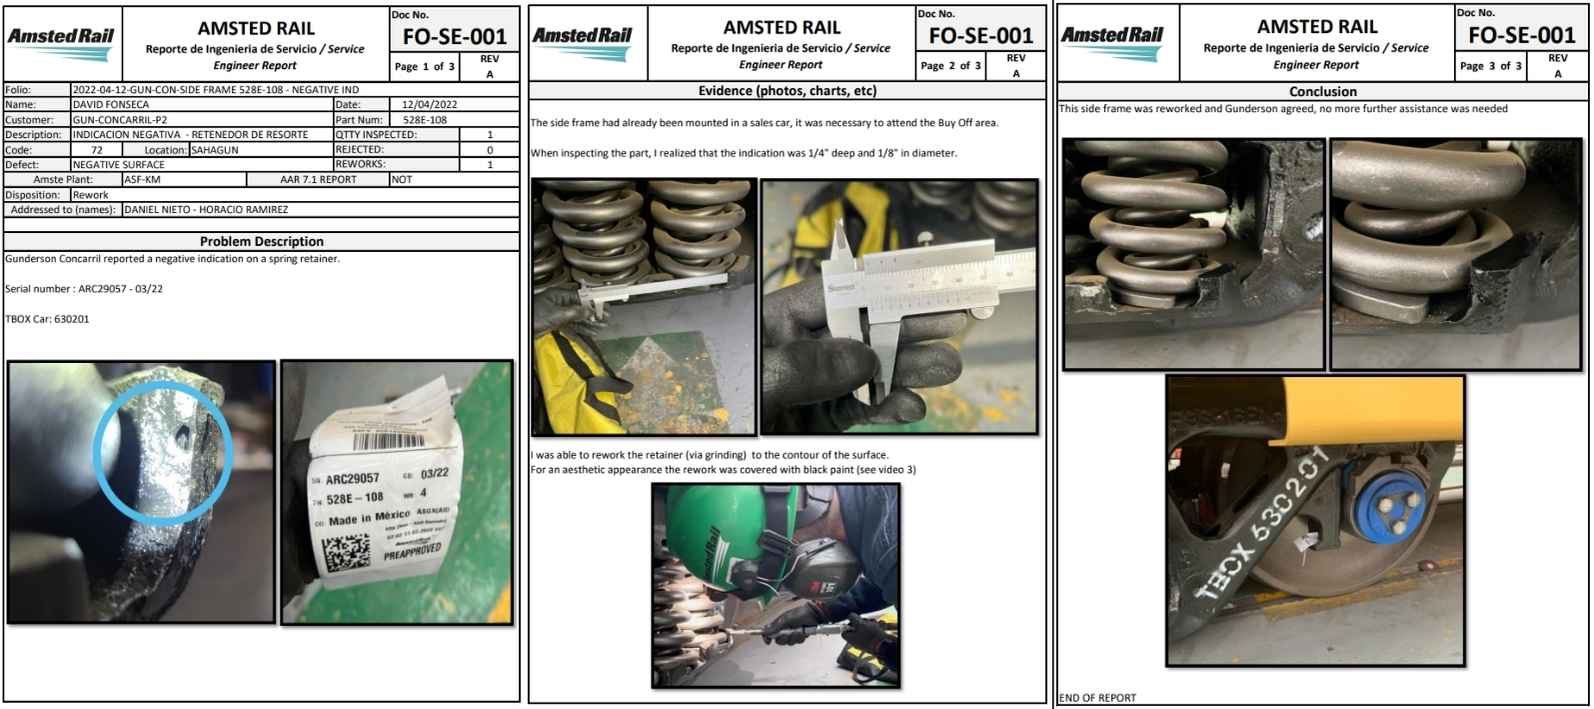 Amsted Rail
AMSTED RAIL
Reporte de Ingenieria de Servicio / Service
Engineer Report
Doc No.
FO-SE-001
Page 1 of 3
REV
A
Folio: 2022-04-12-GUN-CON-SIDE FRAME 528E-108 - NEGATIVE IND
Name: DAVID FONSECA Date: 12/04/2022
Customer: GUN-CONCARRIL-P2 Part Num: 528E-108
Description: INDICACION NEGATIVA - RETENEDOR DE RESORTE QTTY INSPECTED: 1
Code: 72 Location: SAHAGUN REJECTED: 0
Defect: NEGATIVE SURFACE REWORKS: 1
Amste Plant: ASF-KM AAR 7.1 REPORT NOT
Disposition: Rework
Addressed to (names): DANIEL NIETO - HORACIO RAMIREZ
Problem Description
Gunderson Concarril reported a negative indication on a spring retainer.
Serial number : ARC29057 - 03/22
TBOX Car: 630201
ARC29057 03/22
528E-108 4
Made in México
PREAPPROVED
Amsted Rail
AMSTED RAIL
Reporte de Ingenieria de Servicio / Service
Engineer Report
Doc No.
FO-SE-001
Page 2 of 3
REV
A
Evidence (photos, charts, etc)
The side frame had already been mounted in a sales car, it was necessary to attend the Buy Off area.
When inspecting the part, I realized that the indication was 1/4" deep and 1/8" in diameter.
Starrett
I was able to rework the retainer (via grinding) to the contour of the surface.
For an aesthetic appearance the rework was covered with black paint (see video 3)
AmstedRail
Amsted Rail
AMSTED RAIL
Reporte de Ingenieria de Servicio / Service
Engineer Report
Doc No.
FO-SE-001
Page 3 of 3
REV
A
Conclusion
This side frame was reworked and Gunderson agreed, no more further assistance was needed
TBOX 630201
END OF REPORT